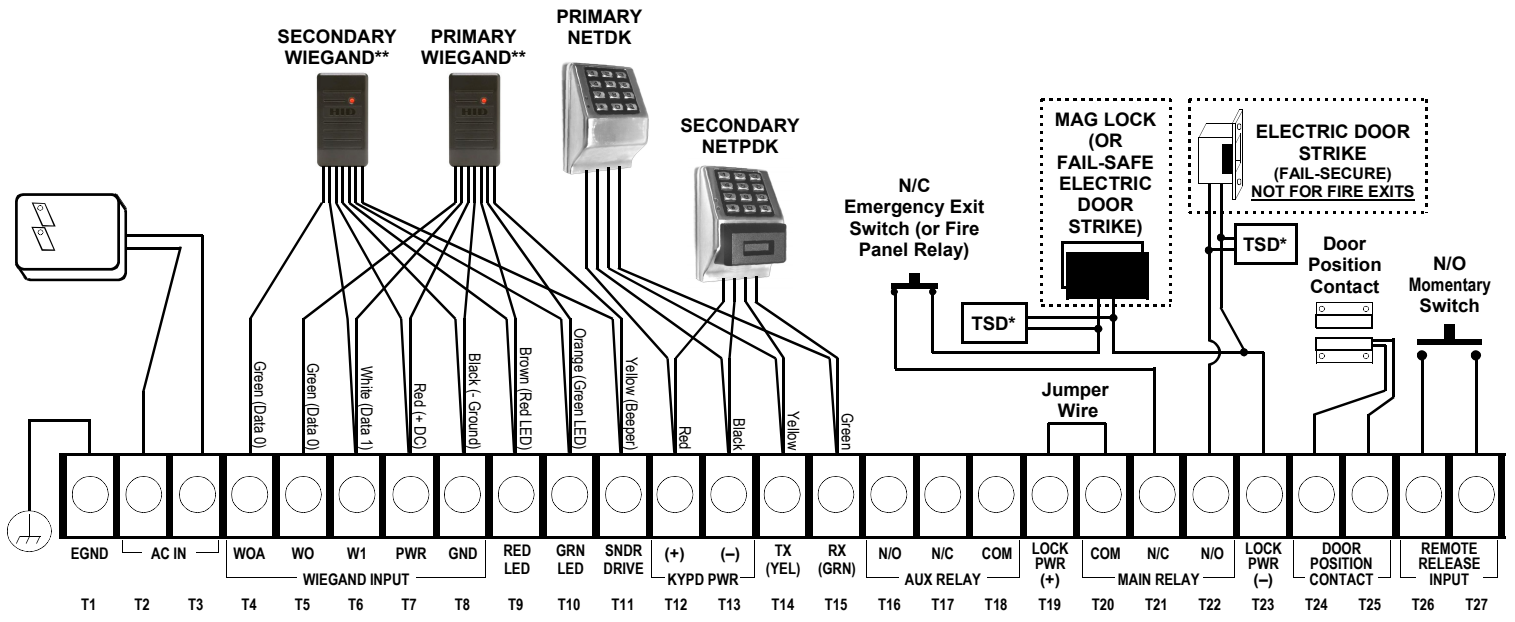 PRIMARY
NETDK
SECONDARY
WIEGAND**
PRIMARY
WIEGAND**
HID
HID
SECONDARY
NETPDK
MAG LOCK
(OR
FAIL-SAFE
ELECTRIC
DOOR
STRIKE)
ELECTRIC DOOR
STRIKE
(FAIL-SECURE)
NOT FOR FIRE EXITS
N/C
Emergency Exit
Switch (or Fire
Panel Relay)
TSD*
TSD*
Door
Position
Contact
N/O
Momentary
Switch
Jumper
Wire
Green (Data 0)
Green (Data 0)
White (Data 1)
Red (+ DC)
Black (- Ground)
Brown (Red LED)
Orange (Green LED)
Yellow (Beeper)
Red
Black
Yellow
Green
EGND
AC IN
WOA
WO
W1
PWR
GND
WIEGAND INPUT
RED
LED
GRN
LED
SNDR
DRIVE
(+)
(–)
KYPD PWR
TX
(YEL)
RX
(GRN)
N/O
N/C
COM
AUX RELAY
LOCK
PWR
(+)
COM
N/C
N/O
MAIN RELAY
LOCK
PWR
(–)
DOOR
POSITION
CONTACT
REMOTE
RELEASE
INPUT
T1 T2 T3 T4 T5 T6 T7 T8 T9 T10 T11 T12 T13 T14 T15 T16 T17 T18 T19 T20 T21 T22 T23 T24 T25 T26 T27